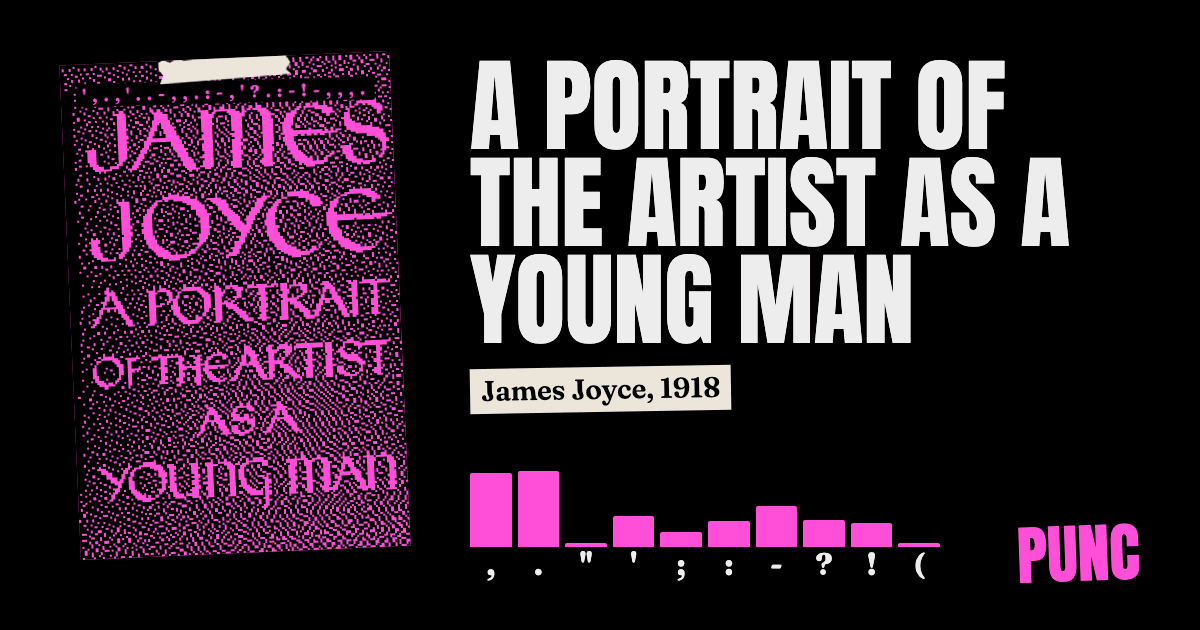 ' , . , ' . . - , , . : - , ' ? . : - ! - , , , .
JAMES
JOYCE
A PORTRAIT
OF THE ARTIST
AS A
YOUNG MAN
A PORTRAIT OF
THE ARTIST AS A
YOUNG MAN
James Joyce, 1918
, . " ' ; : - ? ! (
PUNC